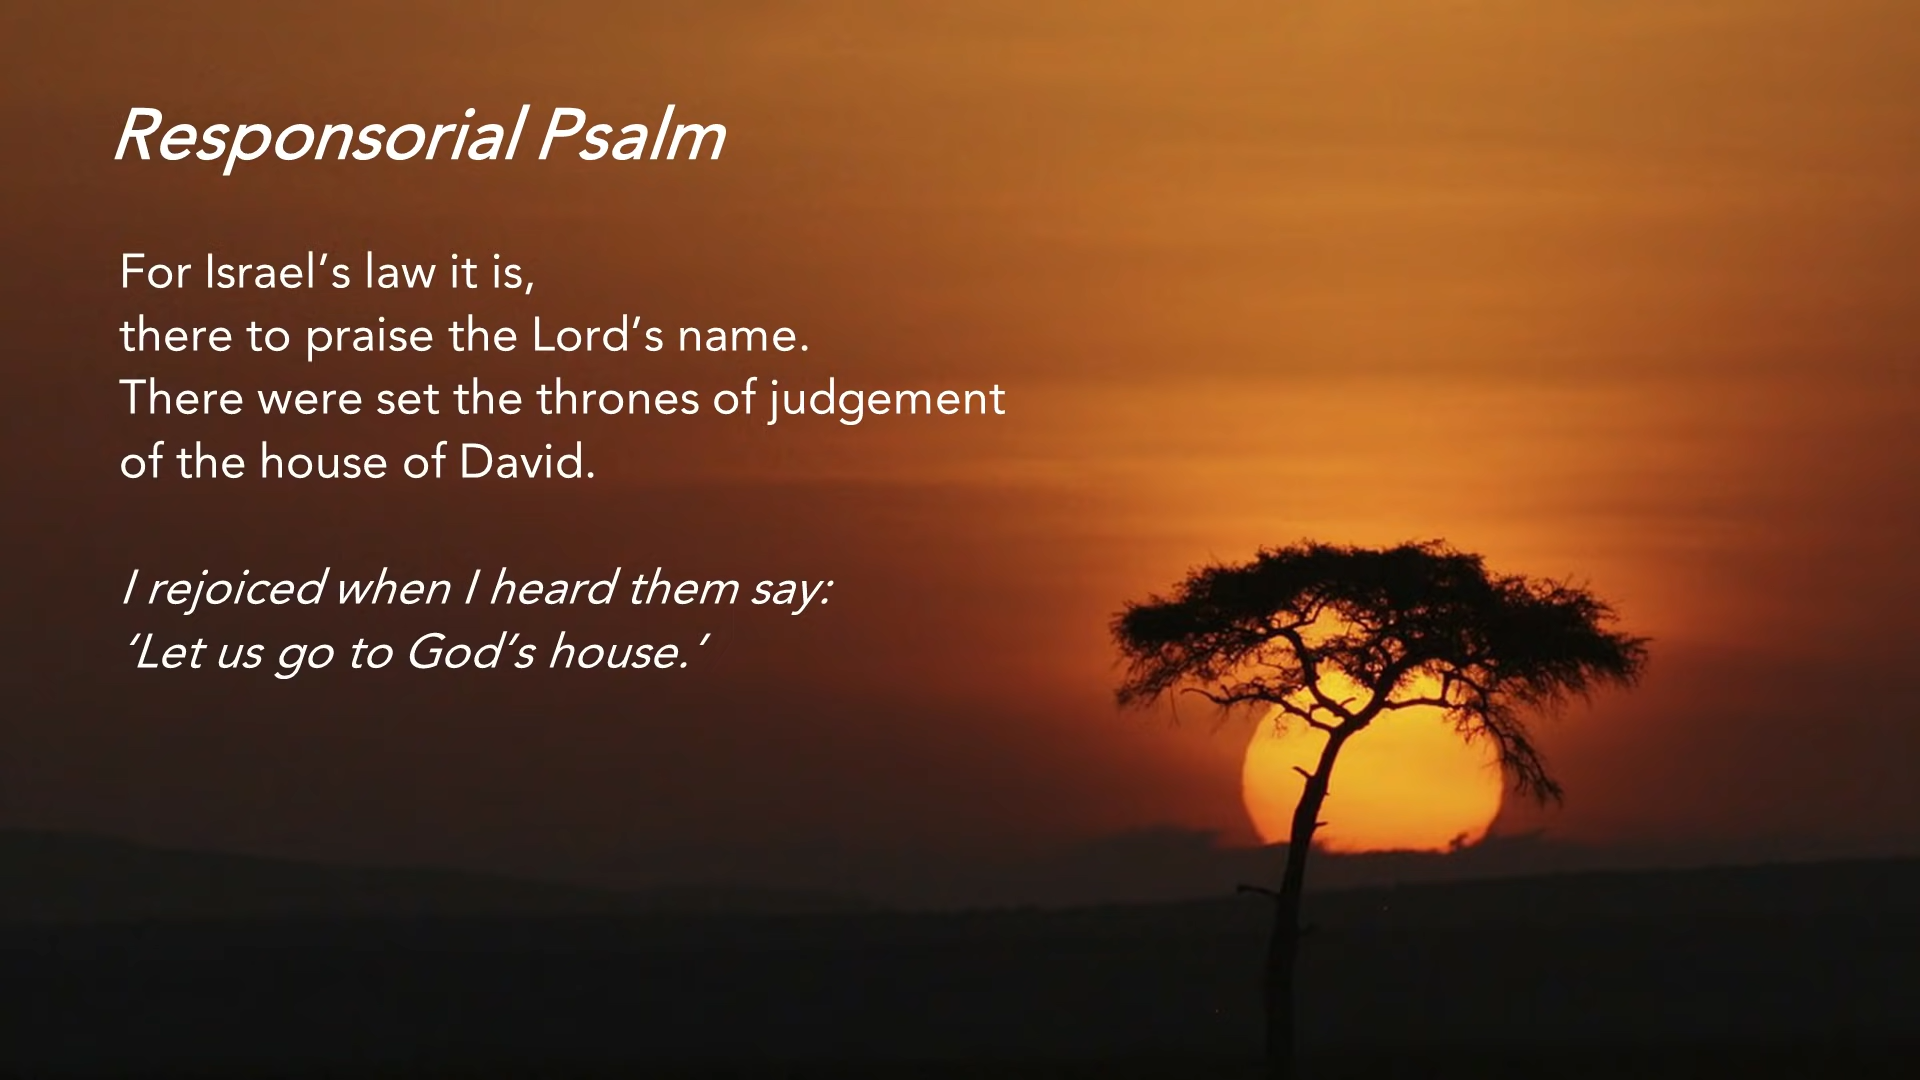 Responsorial Psalm
For Israel’s law it is,
there to praise the Lord’s name.
There were set the thrones of judgement
of the house of David.
I rejoiced when I heard them say:
‘Let us go to God’s house.’